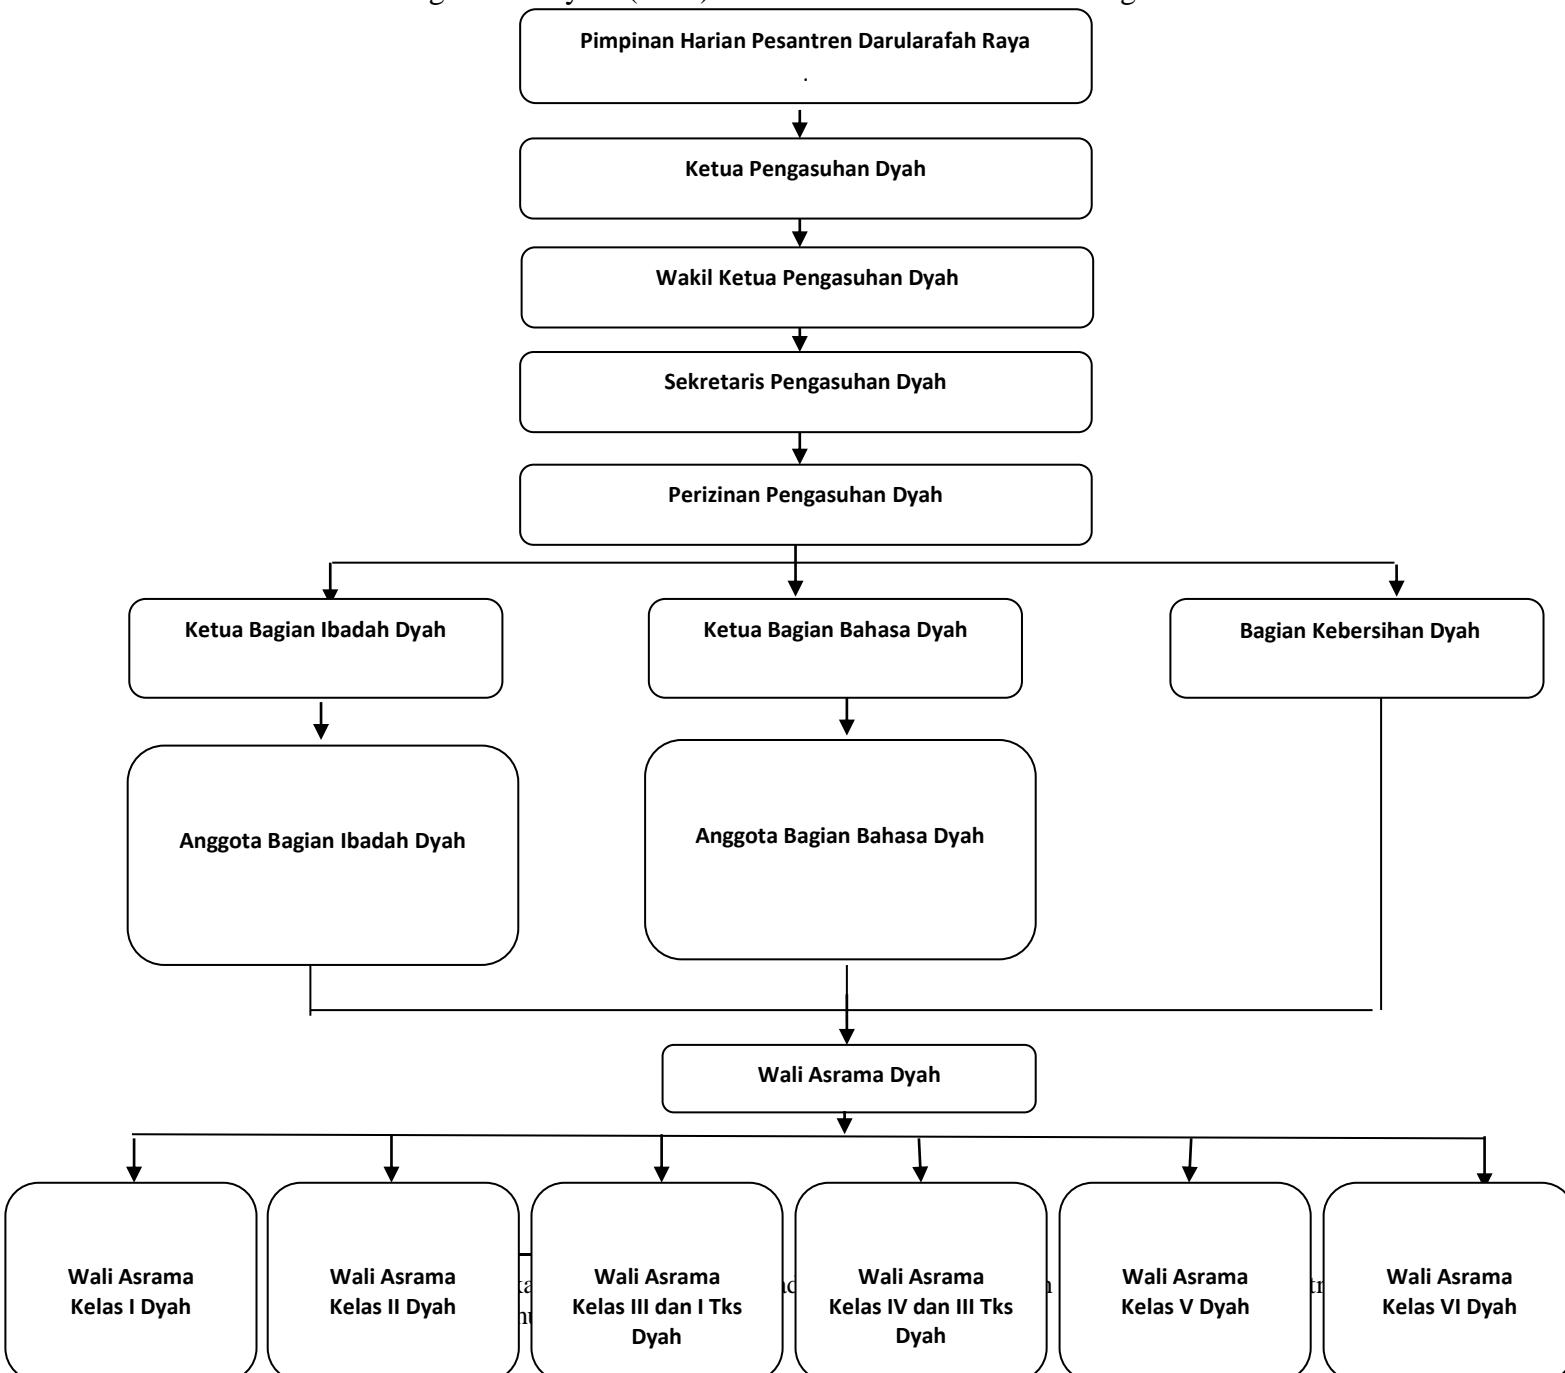 Pimpinan Harian Pesantren Darularafah Raya
.
Ketua Pengasuhan Dyah
Wakil Ketua Pengasuhan Dyah
Sekretaris Pengasuhan Dyah
Perizinan Pengasuhan Dyah
Ketua Bagian Ibadah Dyah
Ketua Bagian Bahasa Dyah
Bagian Kebersihan Dyah
Anggota Bagian Ibadah Dyah
Anggota Bagian Bahasa Dyah
Wali Asrama Dyah
Wali Asrama
Kelas I Dyah
Wali Asrama
Kelas II Dyah
Wali Asrama
Kelas III dan I Tks
Dyah
Wali Asrama
Kelas IV dan III Tks
Dyah
Wali Asrama
Kelas V Dyah
Wali Asrama
Kelas VI Dyah